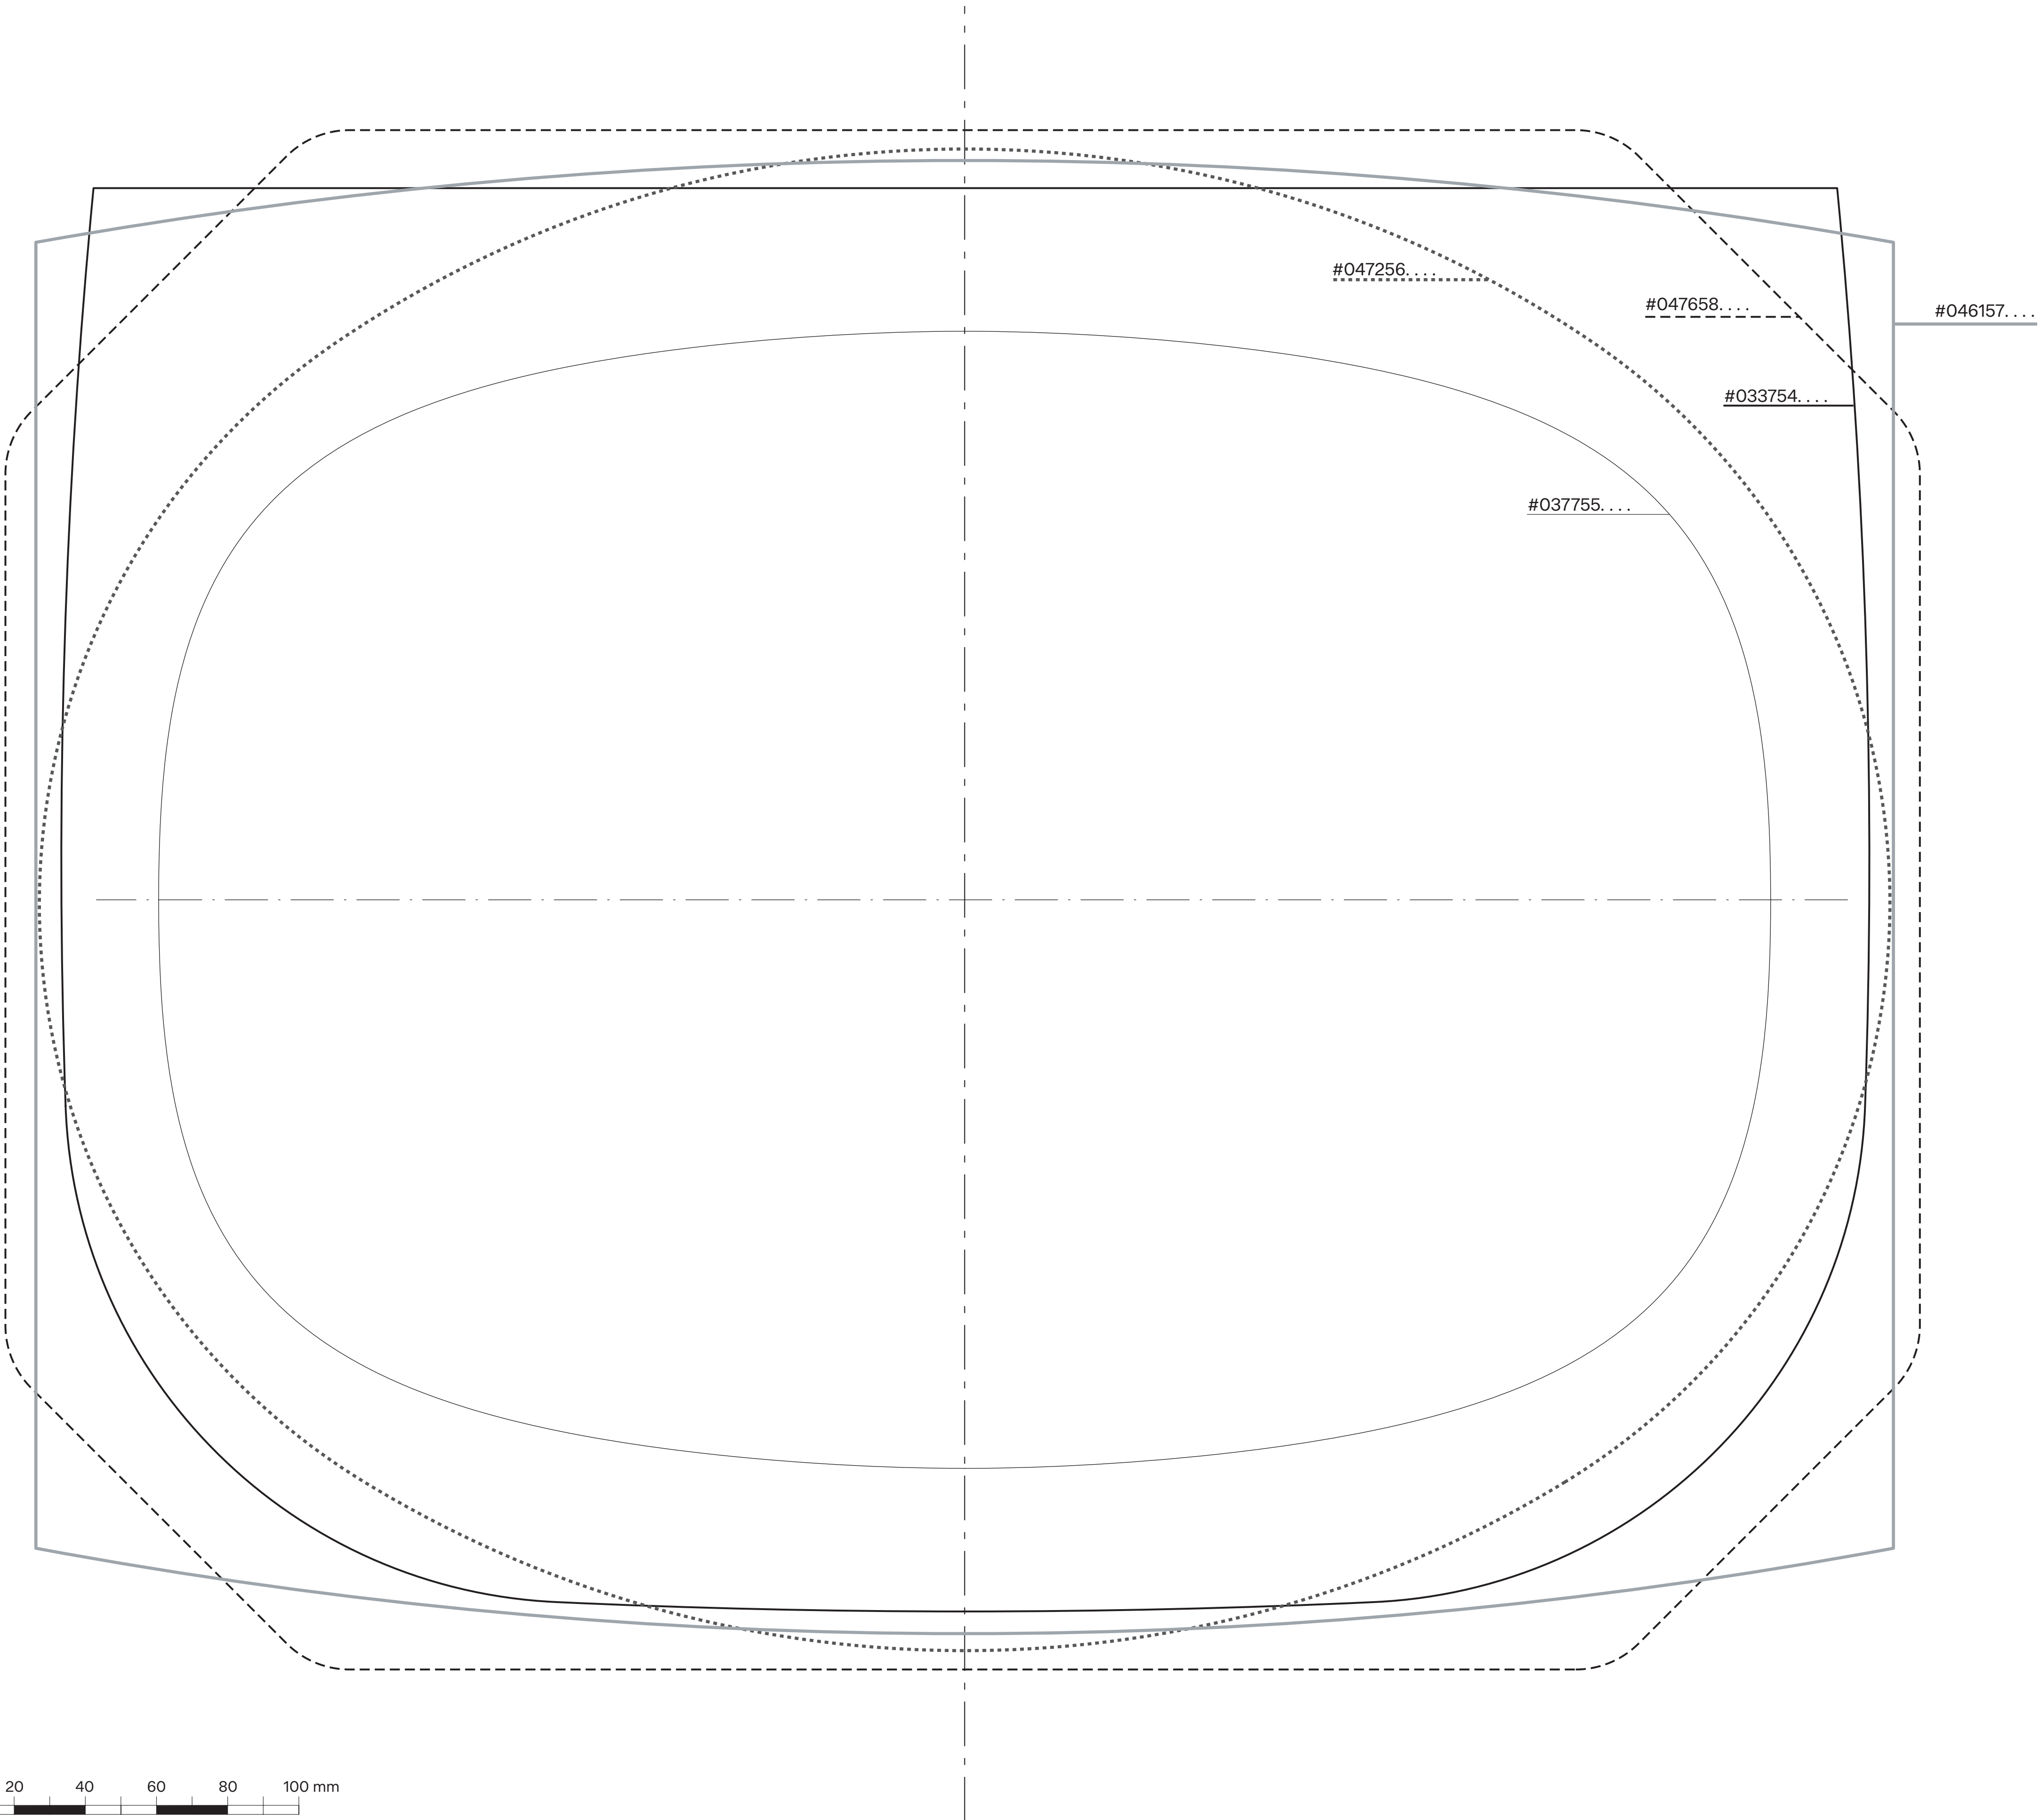 #047256. . . .
#047658. . . .
#046157. . . .
#033754. . . .
#037755. . . .
20 40 60 80 100 mm